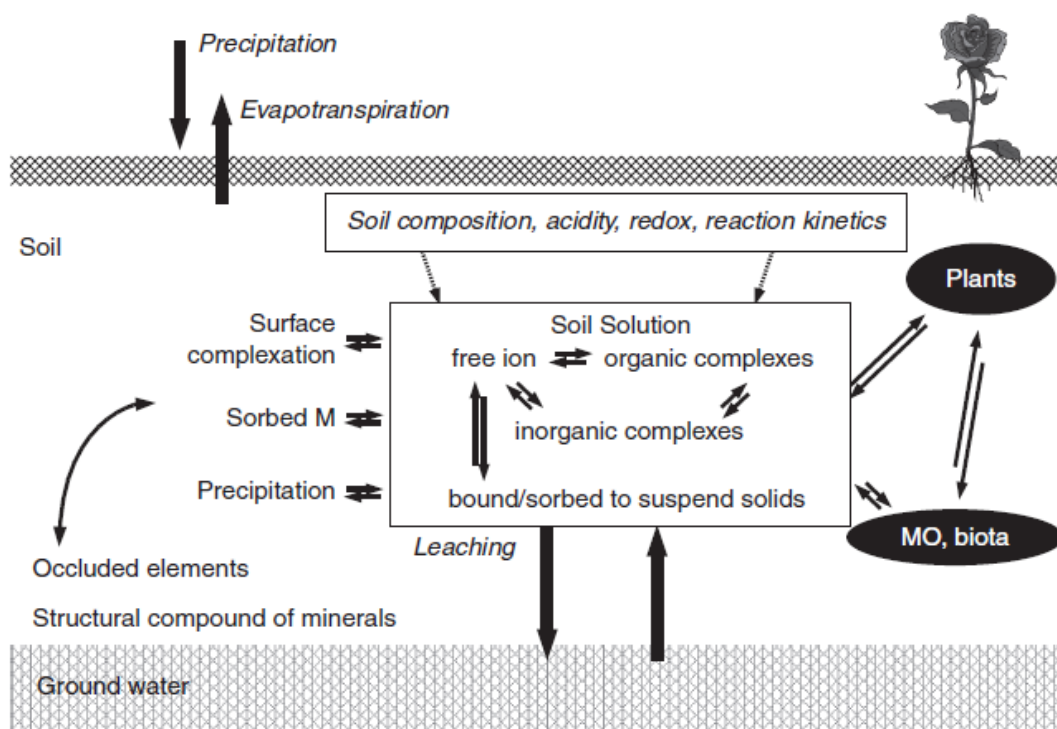 Precipitation
Evapotranspiration
Soil composition, acidity, redox, reaction kinetics
Soil
Plants
Surface
complexation
Soil Solution
free ion
organic complexes
Sorbed M
inorganic complexes
Precipitation
bound/sorbed to suspend solids
MO, biota
Leaching
Occluded elements
Structural compound of minerals
Ground water